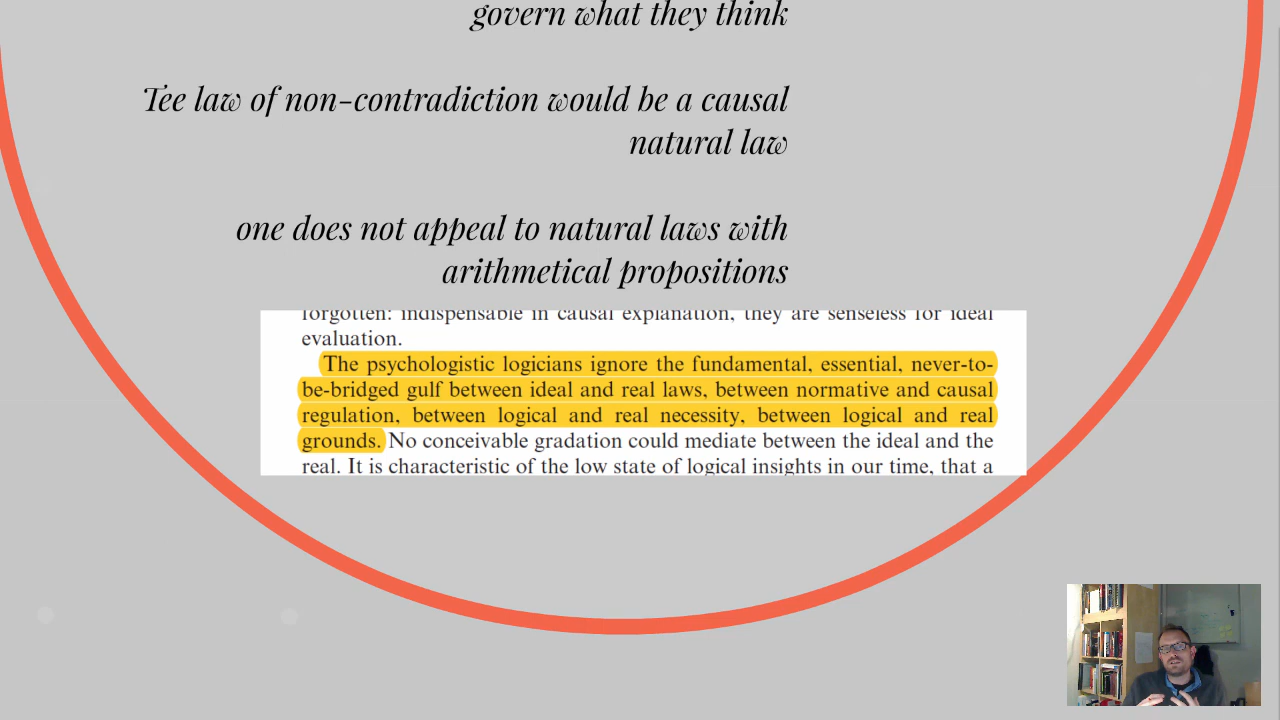 govern what they think
Tee law of non-contradiction would be a causal
natural law
one does not appeal to natural laws with
arithmetical propositions
forgotten: indispensable in causal explanation, they are senseless for ideal
evaluation.
The psychologistic logicians ignore the fundamental, essential, never-to-
be-bridged gulf between ideal and real laws, between normative and causal
regulation, between logical and real necessity, between logical and real
grounds. No conceivable gradation could mediate between the ideal and the
real. It is characteristic of the low state of logical insights in our time, that a